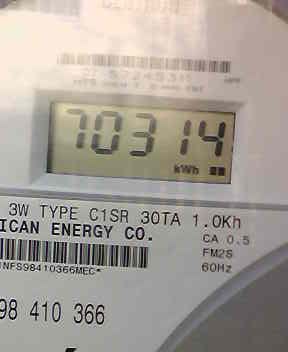 70314
kWh
3W TYPE C1SR 30TA 1.0Kh
ICAN ENERGY CO.
CA 0.5
FM2S
60Hz
NFS98410366MEC*
98 410 366